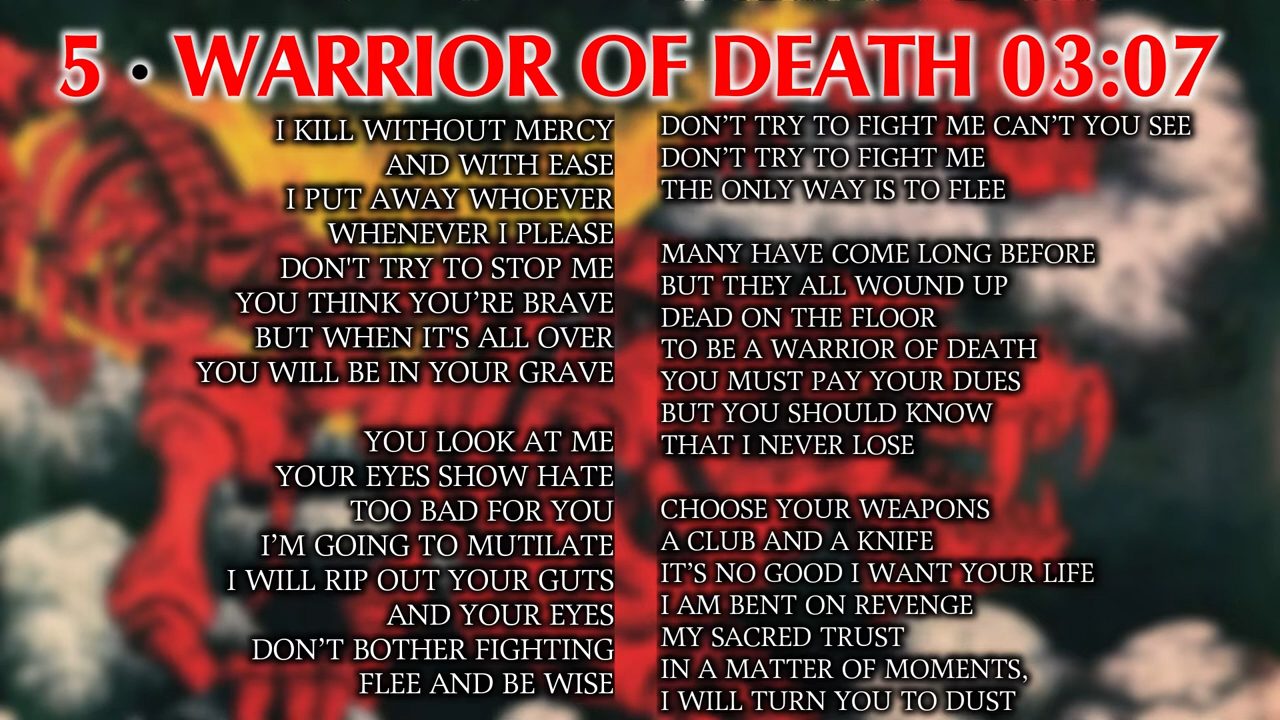 5 • WARRIOR OF DEATH 03:07
I KILL WITHOUT MERCY
AND WITH EASE
I PUT AWAY WHOEVER
WHENEVER I PLEASE
DON'T TRY TO STOP ME
YOU THINK YOU’RE BRAVE
BUT WHEN IT'S ALL OVER
YOU WILL BE IN YOUR GRAVE
YOU LOOK AT ME
YOUR EYES SHOW HATE
TOO BAD FOR YOU
I’M GOING TO MUTILATE
I WILL RIP OUT YOUR GUTS
AND YOUR EYES
DON’T BOTHER FIGHTING
FLEE AND BE WISE
DON’T TRY TO FIGHT ME CAN’T YOU SEE
DON’T TRY TO FIGHT ME
THE ONLY WAY IS TO FLEE
MANY HAVE COME LONG BEFORE
BUT THEY ALL WOUND UP
DEAD ON THE FLOOR
TO BE A WARRIOR OF DEATH
YOU MUST PAY YOUR DUES
BUT YOU SHOULD KNOW
THAT I NEVER LOSE
CHOOSE YOUR WEAPONS
A CLUB AND A KNIFE
IT’S NO GOOD I WANT YOUR LIFE
I AM BENT ON REVENGE
MY SACRED TRUST
IN A MATTER OF MOMENTS,
I WILL TURN YOU TO DUST